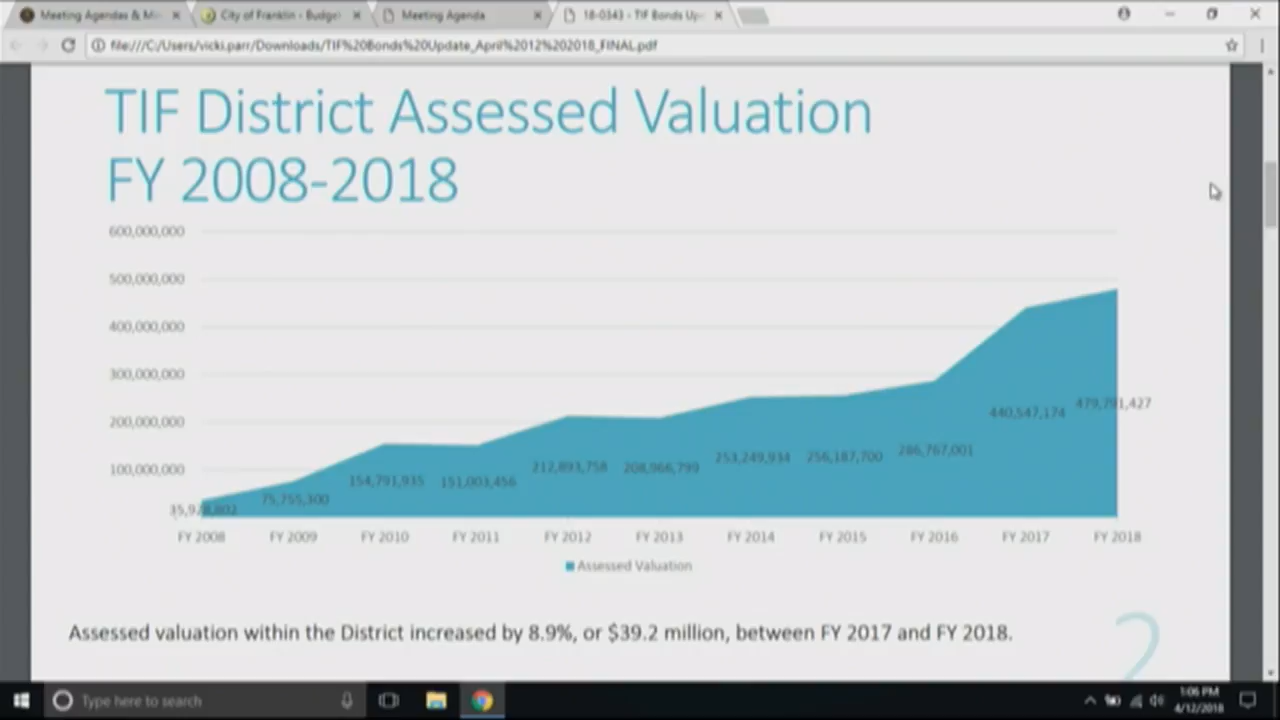 Meeting Agendas & Mi
City of Franklin - Budge
Meeting Agenda
18-0343 - TIF Bonds Up
file:///C:/Users/vicki.parr/Downloads/TIF%20Bonds%20Update_April%2012%202018_FINAL.pdf
TIF District Assessed Valuation
FY 2008-2018
600,000,000
500,000,000
400,000,000
300,000,000
200,000,000
100,000,000
479,791,427
440,547,174
286,767,001
253,249,934
256,187,700
212,893,758
208,966,799
154,791,935
151,003,456
75,755,300
FY 2008
FY 2009
FY 2010
FY 2011
FY 2012
FY 2013
FY 2014
FY 2015
FY 2016
FY 2017
FY 2018
Assessed Valuation
Assessed valuation within the District increased by 8.9%, or $39.2 million, between FY 2017 and FY 2018.
2
Type here to search
1:06 PM
4/12/2018